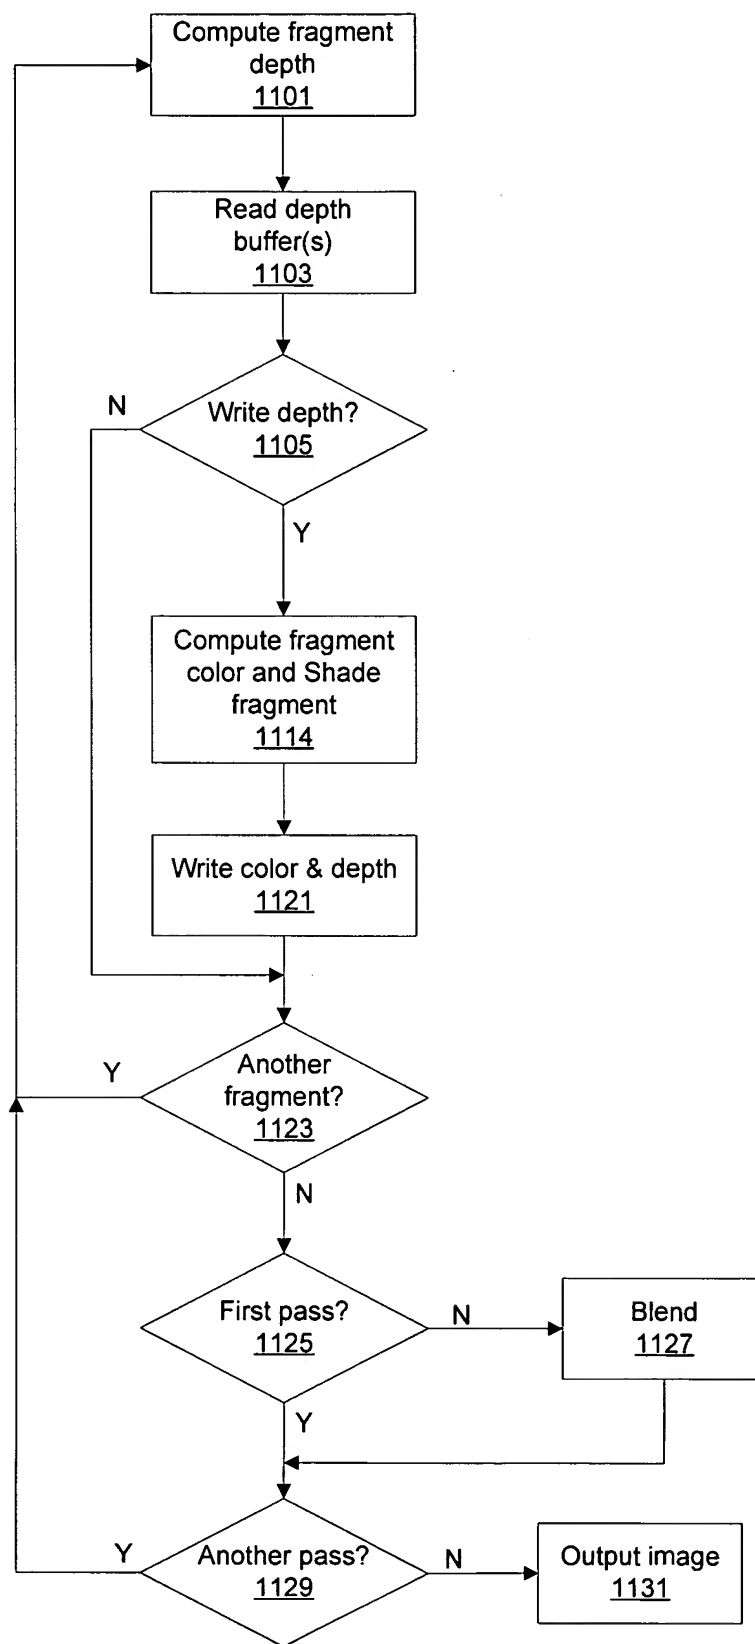 Compute fragment
depth
1101
Read depth
buffer(s)
1103
N
Write depth?
1105
Y
Compute fragment
color and Shade
fragment
1114
Write color & depth
1121
Y
Another
fragment?
1123
N
First pass?
1125
N
Blend
1127
Y
Y
Another pass?
1129
N
Output image
1131